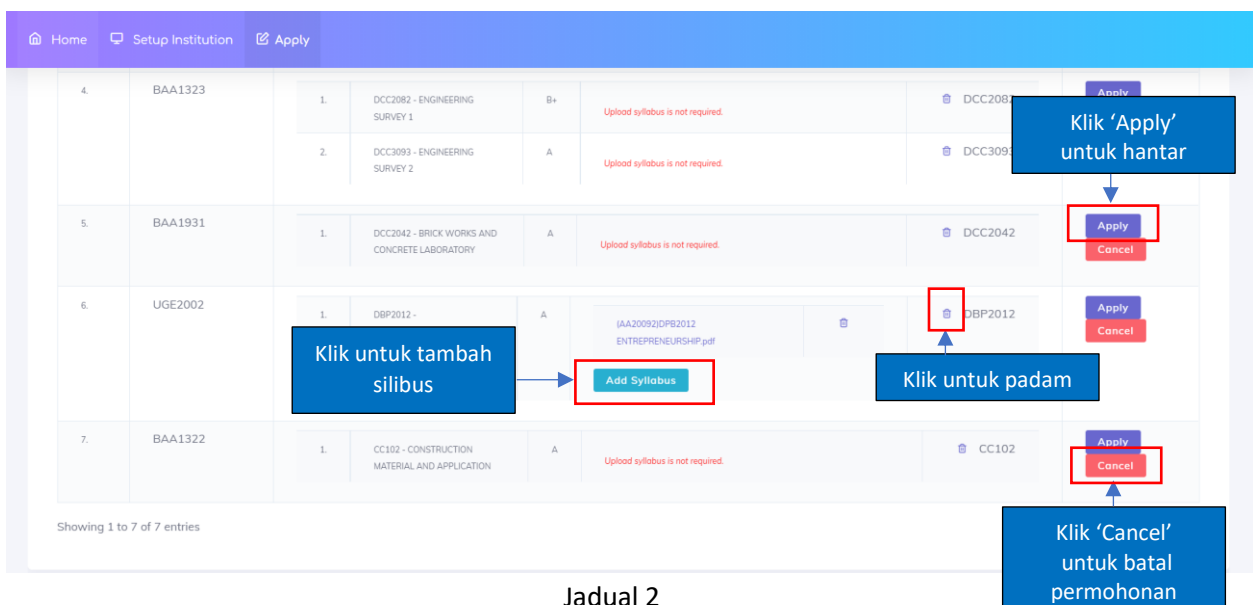 Home Setup Institution Apply
4. BAA1323 1. DCC2082 - ENGINEERING SURVEY 1 B+ Upload syllabus is not required. DCC2082 Apply
2. DCC3093 - ENGINEERING SURVEY 2 A Upload syllabus is not required. DCC3093
Klik ‘Apply’
untuk hantar
5. BAA1931 1. DCC2042 - BRICK WORKS AND CONCRETE LABORATORY A Upload syllabus is not required. DCC2042 Apply
Cancel
6. UGE2002 1. DBP2012 - A (AA20092)DPB2012 ENTREPRENEURSHIP.pdf DBP2012 Apply
Cancel
Klik untuk tambah
silibus
Add Syllabus
Klik untuk padam
7. BAA1322 1. CC102 - CONSTRUCTION MATERIAL AND APPLICATION A Upload syllabus is not required. CC102 Apply
Cancel
Showing 1 to 7 of 7 entries
Klik ‘Cancel’
untuk batal
permohonan
Jadual 2